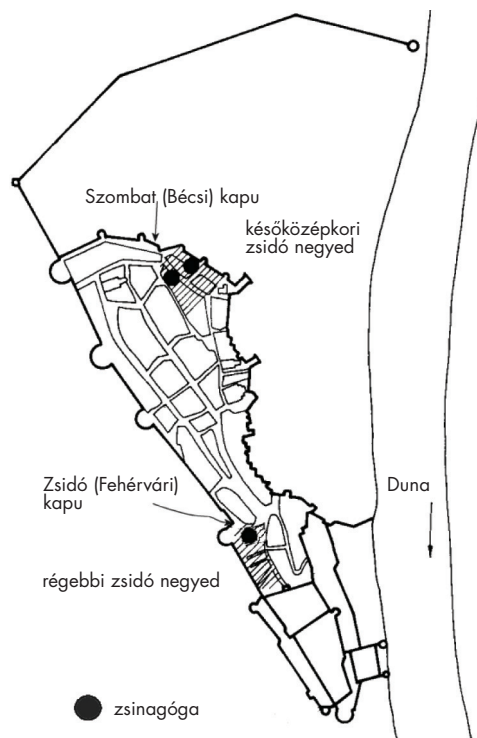 Szombat (Bécsi) kapu
későközépkori
zsidó negyed
Zsidó (Fehérvári)
kapu
Duna
régebbi zsidó negyed
zsinagóga